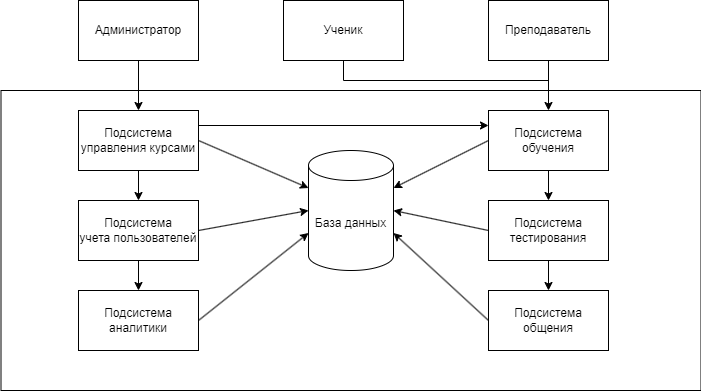 Администратор
Ученик
Преподаватель
Подсистема
управления курсами
Подсистема
обучения
База данных
Подсистема
учета пользователей
Подсистема
тестирования
Подсистема
аналитики
Подсистема
общения